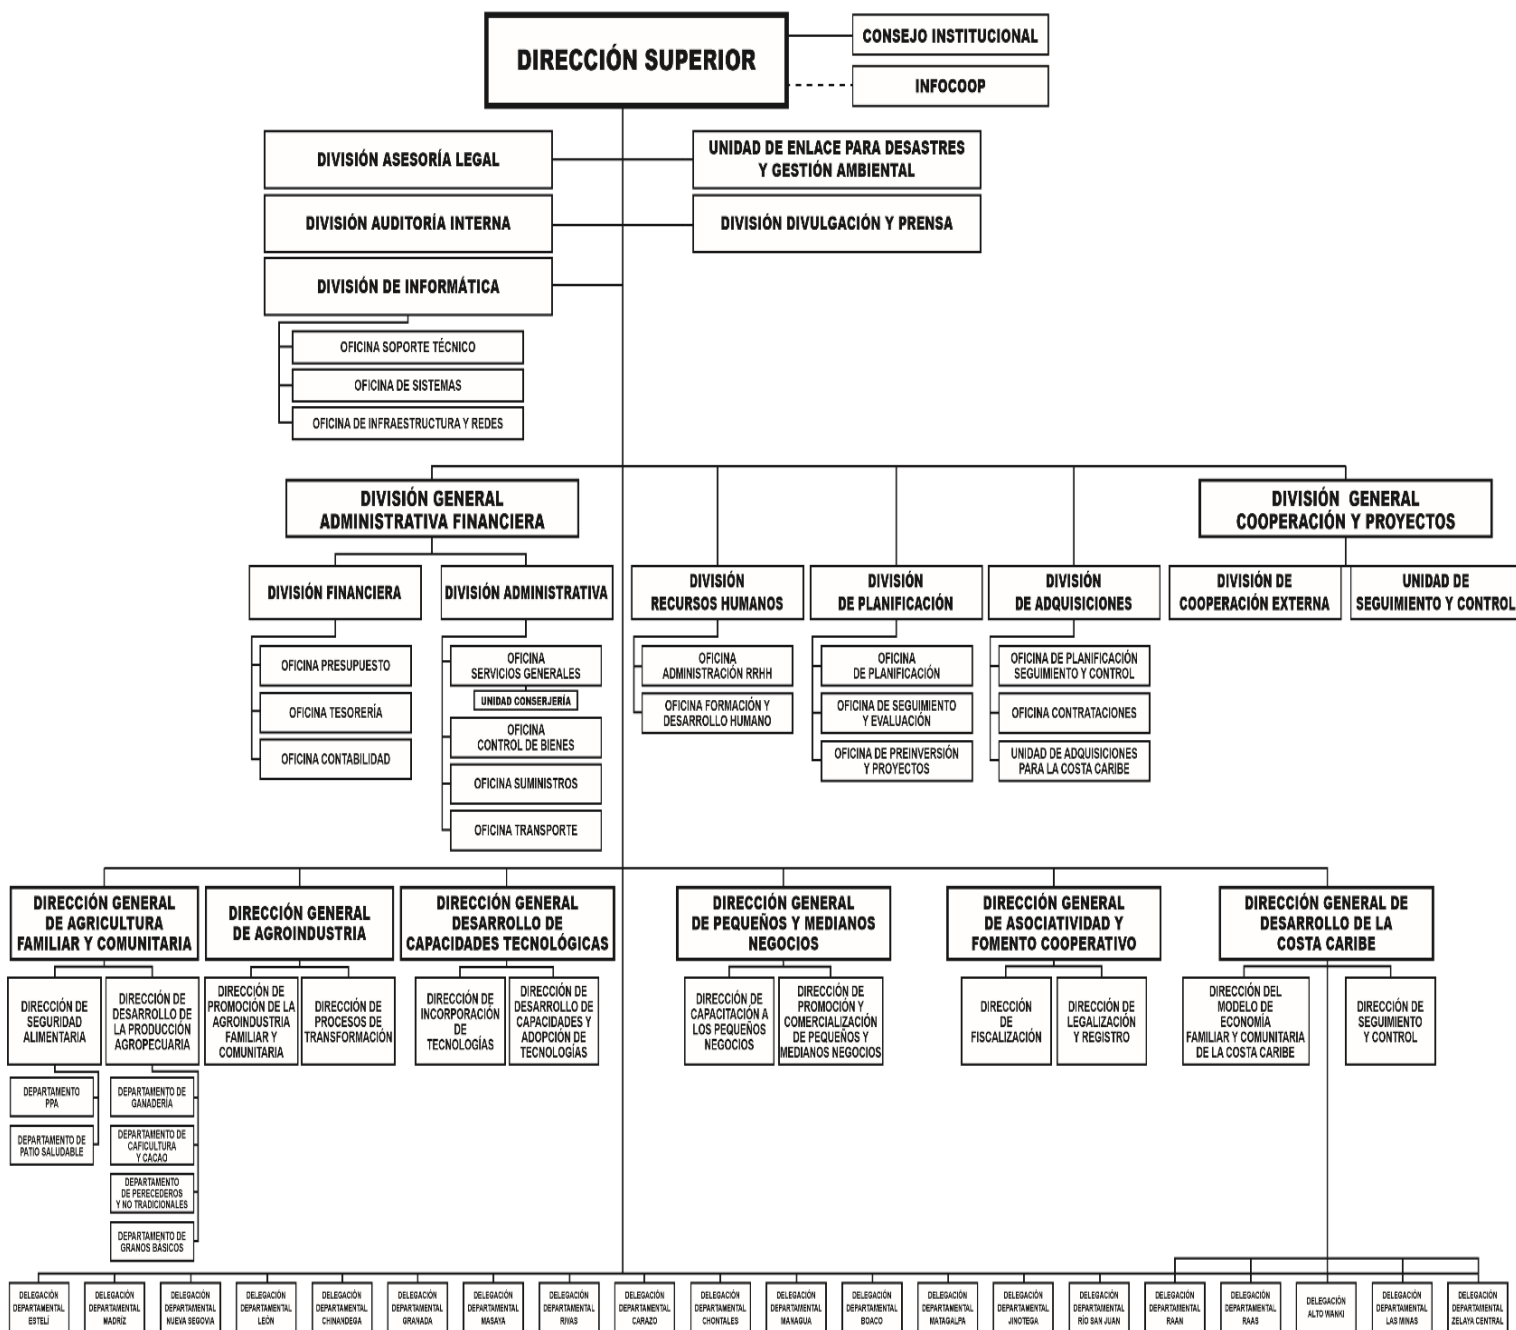 DIRECCIÓN SUPERIOR
CONSEJO INSTITUCIONAL
INFOCOOP
DIVISIÓN ASESORÍA LEGAL
UNIDAD DE ENLACE PARA DESASTRES
Y GESTIÓN AMBIENTAL
DIVISIÓN AUDITORÍA INTERNA
DIVISIÓN DIVULGACIÓN Y PRENSA
DIVISIÓN DE INFORMÁTICA
OFICINA SOPORTE TÉCNICO
OFICINA DE SISTEMAS
OFICINA DE INFRAESTRUCTURA Y REDES
DIVISIÓN GENERAL
ADMINISTRATIVA FINANCIERA
DIVISIÓN GENERAL
COOPERACIÓN Y PROYECTOS
DIVISIÓN FINANCIERA
DIVISIÓN ADMINISTRATIVA
DIVISIÓN
RECURSOS HUMANOS
DIVISIÓN
DE PLANIFICACIÓN
DIVISIÓN
DE ADQUISICIONES
DIVISIÓN DE
COOPERACIÓN EXTERNA
UNIDAD DE
SEGUIMIENTO Y CONTROL
OFICINA PRESUPUESTO
OFICINA TESORERÍA
OFICINA CONTABILIDAD
OFICINA
SERVICIOS GENERALES
UNIDAD CONSERJERÍA
OFICINA
CONTROL DE BIENES
OFICINA SUMINISTROS
OFICINA TRANSPORTE
OFICINA
ADMINISTRACIÓN RRHH
OFICINA FORMACIÓN Y
DESARROLLO HUMANO
OFICINA
DE PLANIFICACIÓN
OFICINA DE SEGUIMIENTO
Y EVALUACIÓN
OFICINA DE PREINVERSIÓN
Y PROYECTOS
OFICINA DE PLANIFICACIÓN
SEGUIMIENTO Y CONTROL
OFICINA CONTRATACIONES
UNIDAD DE ADQUISICIONES
PARA LA COSTA CARIBE
DIRECCIÓN GENERAL
DE AGRICULTURA
FAMILIAR Y COMUNITARIA
DIRECCIÓN GENERAL
DE AGROINDUSTRIA
DIRECCIÓN GENERAL
DESARROLLO DE
CAPACIDADES TECNOLÓGICAS
DIRECCIÓN GENERAL
DE PEQUEÑOS Y MEDIANOS
NEGOCIOS
DIRECCIÓN GENERAL
DE ASOCIATIVIDAD Y
FOMENTO COOPERATIVO
DIRECCIÓN GENERAL DE
DESARROLLO DE LA
COSTA CARIBE
DIRECCIÓN DE
SEGURIDAD
ALIMENTARIA
DIRECCIÓN DE
DESARROLLO DE
LA PRODUCCIÓN
AGROPECUARIA
DIRECCIÓN DE
PROMOCIÓN DE LA
AGROINDUSTRIA
FAMILIAR Y
COMUNITARIA
DIRECCIÓN DE
PROCESOS DE
TRANSFORMACIÓN
DIRECCIÓN DE
INCORPORACIÓN
DE
TECNOLOGÍAS
DIRECCIÓN DE
DESARROLLO DE
CAPACIDADES Y
ADOPCIÓN DE
TECNOLOGÍAS
DIRECCIÓN DE
CAPACITACIÓN A
LOS PEQUEÑOS
NEGOCIOS
DIRECCIÓN DE
PROMOCIÓN Y
COMERCIALIZACIÓN
DE PEQUEÑOS Y
MEDIANOS NEGOCIOS
DIRECCIÓN
DE
FISCALIZACIÓN
DIRECCIÓN DE
LEGALIZACIÓN
Y REGISTRO
DIRECCIÓN DEL
MODELO DE
ECONOMÍA
FAMILIAR Y COMUNITARIA
DE LA COSTA CARIBE
DIRECCIÓN DE
SEGUIMIENTO
Y CONTROL
DEPARTAMENTO
PPA
DEPARTAMENTO DE
PATIO SALUDABLE
DEPARTAMENTO DE
GANADERÍA
DEPARTAMENTO DE
CAFICULTURA
Y CACAO
DEPARTAMENTO
DE PERECEDEROS
Y NO TRADICIONALES
DEPARTAMENTO DE
GRANOS BÁSICOS
DELEGACIÓN
DEPARTAMENTAL
ESTELÍ
DELEGACIÓN
DEPARTAMENTAL
MADRÍZ
DELEGACIÓN
DEPARTAMENTAL
NUEVA SEGOVIA
DELEGACIÓN
DEPARTAMENTAL
LEÓN
DELEGACIÓN
DEPARTAMENTAL
CHINANDEGA
DELEGACIÓN
DEPARTAMENTAL
GRANADA
DELEGACIÓN
DEPARTAMENTAL
MASAYA
DELEGACIÓN
DEPARTAMENTAL
RIVAS
DELEGACIÓN
DEPARTAMENTAL
CARAZO
DELEGACIÓN
DEPARTAMENTAL
CHONTALES
DELEGACIÓN
DEPARTAMENTAL
MANAGUA
DELEGACIÓN
DEPARTAMENTAL
BOACO
DELEGACIÓN
DEPARTAMENTAL
MATAGALPA
DELEGACIÓN
DEPARTAMENTAL
JINOTEGA
DELEGACIÓN
DEPARTAMENTAL
RÍO SAN JUAN
DELEGACIÓN
DEPARTAMENTAL
RAAN
DELEGACIÓN
DEPARTAMENTAL
RAAS
DELEGACIÓN
ALTO WANKI
DELEGACIÓN
DEPARTAMENTAL
LAS MINAS
DELEGACIÓN
DEPARTAMENTAL
ZELAYA CENTRAL